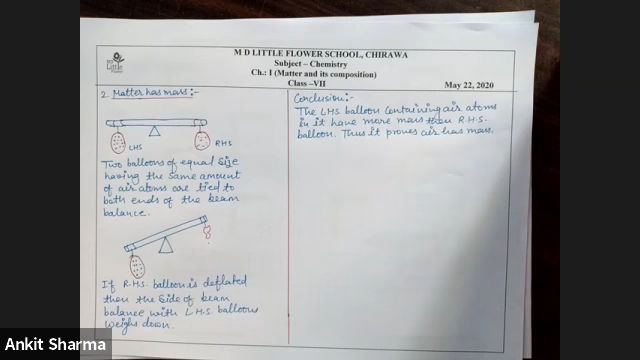 M D LITTLE FLOWER SCHOOL, CHIRAWA
Subject – Chemistry
Ch.: I (Matter and its composition)
Class –VII
May 22, 2020
Little
Flower
2. Matter has mass:-
LHS
RHS
Two balloons of equal size
having the same amount
of air atoms are tied to
both ends of the beam
balance.
If R.H.S. balloon is deflated
then the side of beam
balance with L.H.S. balloons
weighs down.
Conclusion:-
The LHS balloon containing air atoms
in it have more mass then R.H.S.
balloon. Thus it proves air has mass.
Ankit Sharma